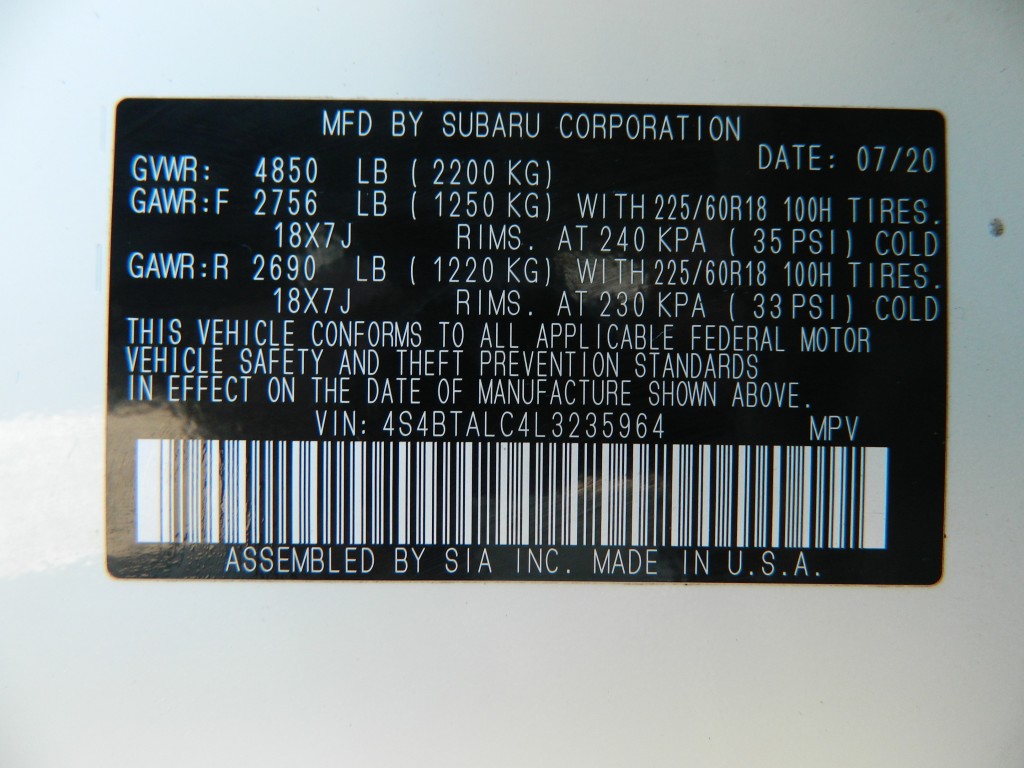 MFD BY SUBARU CORPORATION
DATE: 07/20
GVWR: 4850 LB ( 2200 KG)
GAWR:F 2756 LB ( 1250 KG) WITH 225/60R18 100H TIRES.
18X7J RIMS. AT 240 KPA ( 35 PSI) COLD
GAWR:R 2690 LB ( 1220 KG) WITH 225/60R18 100H TIRES.
18X7J RIMS. AT 230 KPA ( 33 PSI) COLD
THIS VEHICLE CONFORMS TO ALL APPLICABLE FEDERAL MOTOR
VEHICLE SAFETY AND THEFT PREVENTION STANDARDS
IN EFFECT ON THE DATE OF MANUFACTURE SHOWN ABOVE.
VIN: 4S4BTALC4L3235964 MPV
ASSEMBLED BY SIA INC. MADE IN U.S.A.